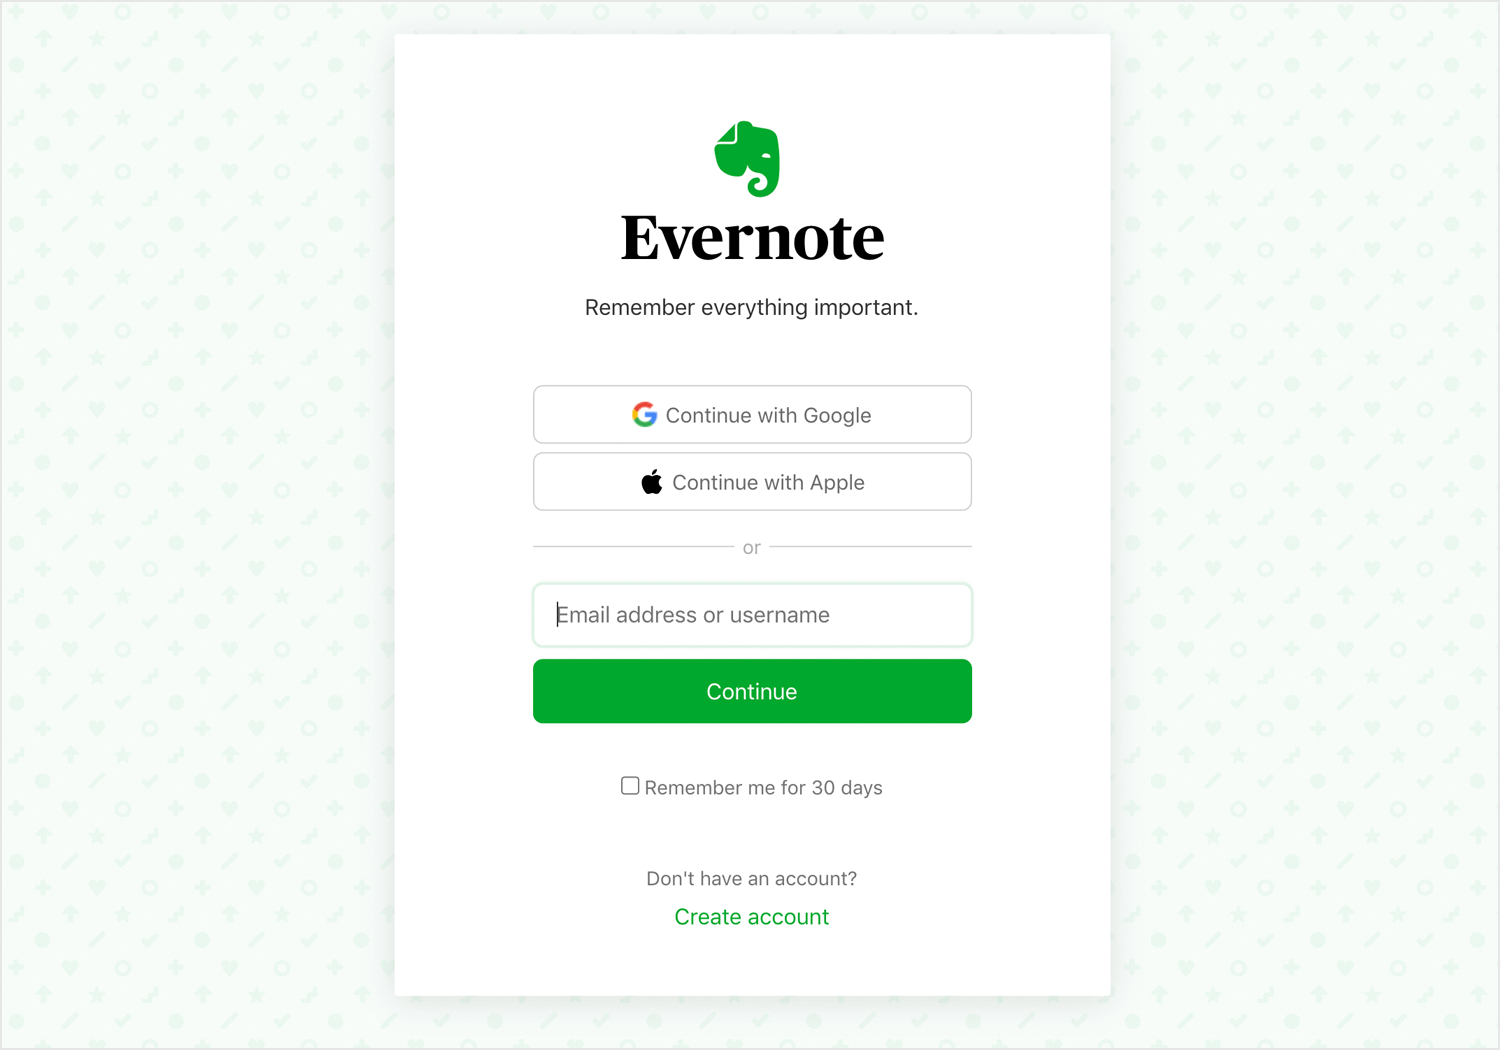 Evernote
Remember everything important.
Continue with Google
Continue with Apple
or
Email address or username
Continue
Remember me for 30 days
Don't have an account?
Create account